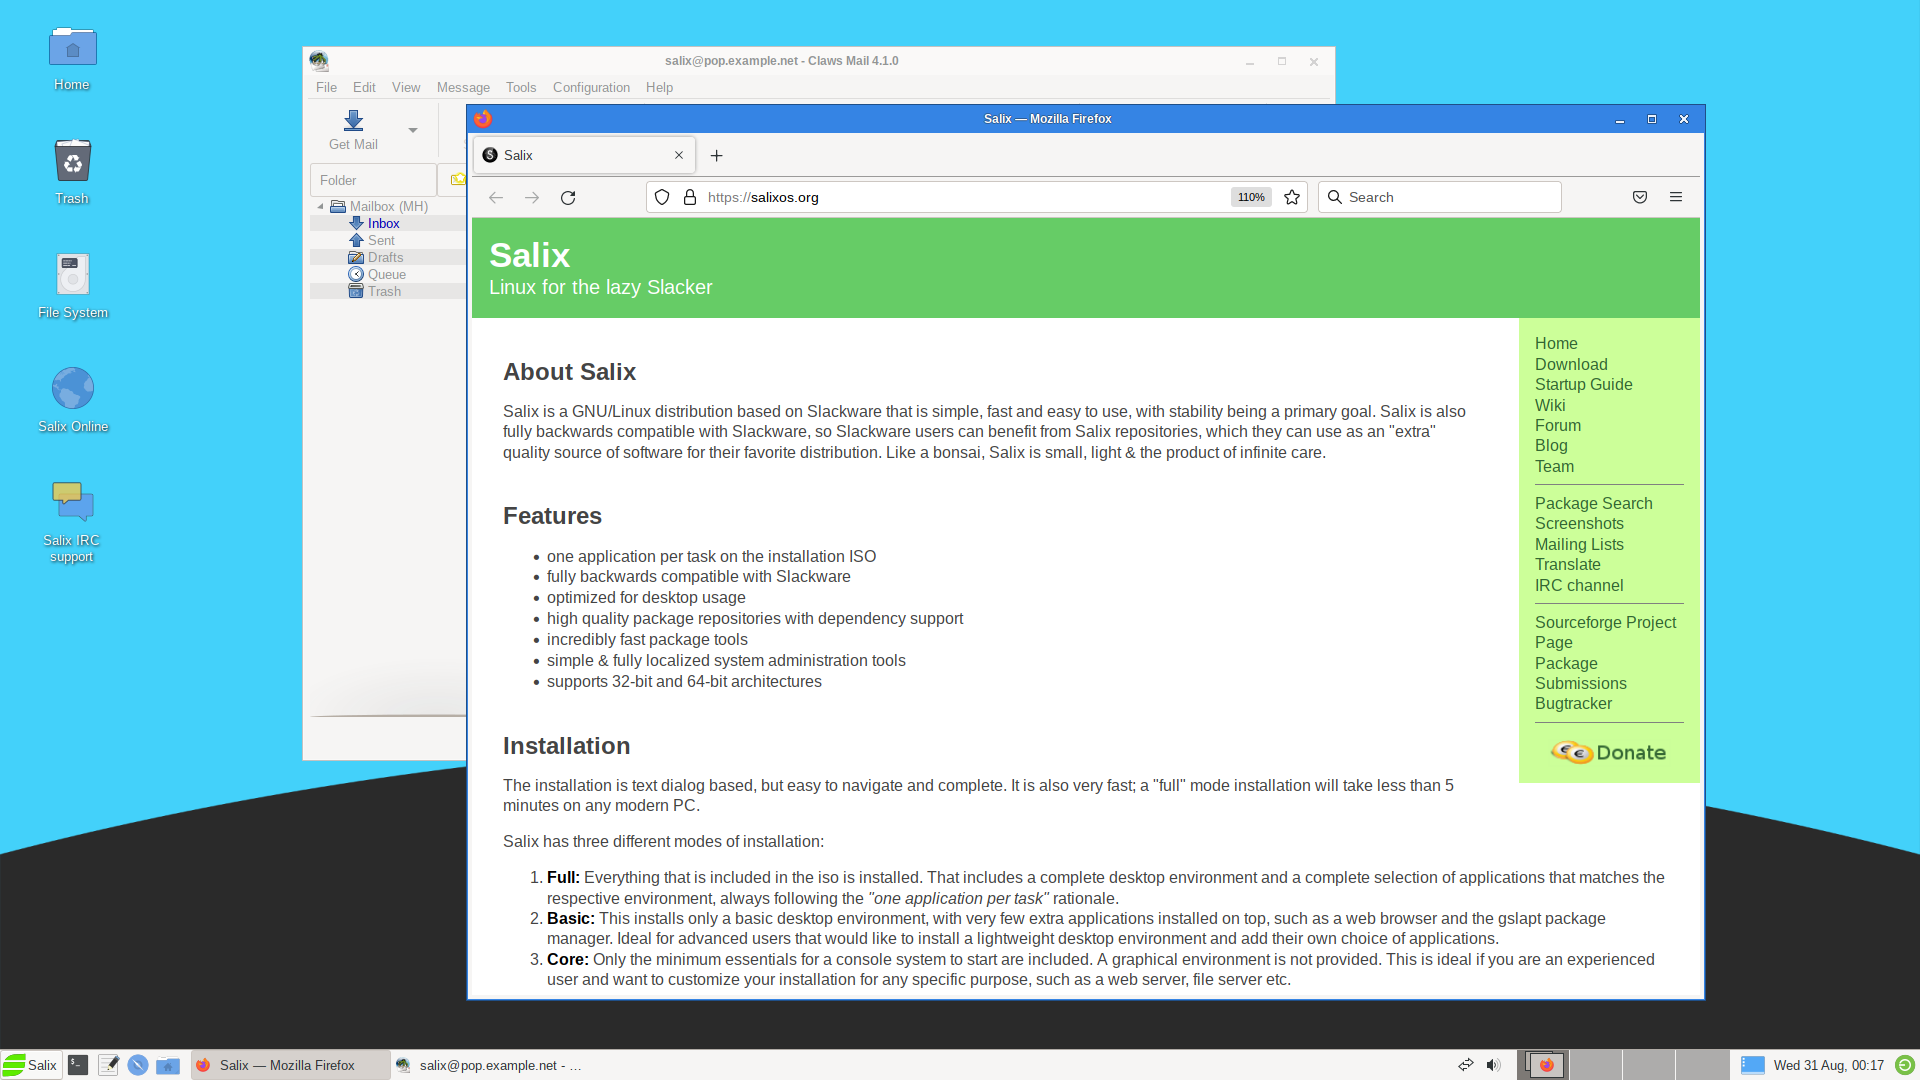 Home
Trash
File System
Salix Online
Salix IRC
support
salix@pop.example.net - Claws Mail 4.1.0
File Edit View Message Tools Configuration Help
Get Mail
Folder
Mailbox (MH)
Inbox
Sent
Drafts
Queue
Trash
Salix — Mozilla Firefox
Salix
https://salixos.org
110%
Search
Salix
Linux for the lazy Slacker
About Salix
Salix is a GNU/Linux distribution based on Slackware that is simple, fast and easy to use, with stability being a primary goal. Salix is also
fully backwards compatible with Slackware, so Slackware users can benefit from Salix repositories, which they can use as an "extra"
quality source of software for their favorite distribution. Like a bonsai, Salix is small, light & the product of infinite care.
Features
• one application per task on the installation ISO
• fully backwards compatible with Slackware
• optimized for desktop usage
• high quality package repositories with dependency support
• incredibly fast package tools
• simple & fully localized system administration tools
• supports 32-bit and 64-bit architectures
Installation
The installation is text dialog based, but easy to navigate and complete. It is also very fast; a "full" mode installation will take less than 5
minutes on any modern PC.
Salix has three different modes of installation:
1. Full: Everything that is included in the iso is installed. That includes a complete desktop environment and a complete selection of applications that matches the
respective environment, always following the "one application per task" rationale.
2. Basic: This installs only a basic desktop environment, with very few extra applications installed on top, such as a web browser and the gslapt package
manager. Ideal for advanced users that would like to install a lightweight desktop environment and add their own choice of applications.
3. Core: Only the minimum essentials for a console system to start are included. A graphical environment is not provided. This is ideal if you are an experienced
user and want to customize your installation for any specific purpose, such as a web server, file server etc.
Home
Download
Startup Guide
Wiki
Forum
Blog
Team
Package Search
Screenshots
Mailing Lists
Translate
IRC channel
Sourceforge Project
Page
Package
Submissions
Bugtracker
Donate
Salix
Salix — Mozilla Firefox
salix@pop.example.net - ...
Wed 31 Aug, 00:17